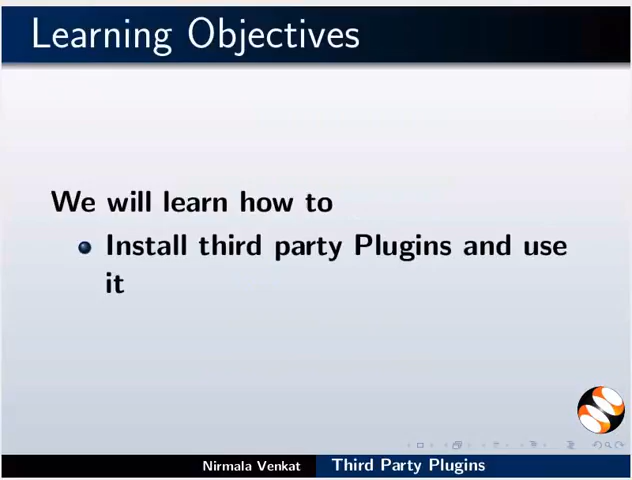 Learning Objectives
We will learn how to
Install third party Plugins and use
it
Nirmala Venkat
Third Party Plugins